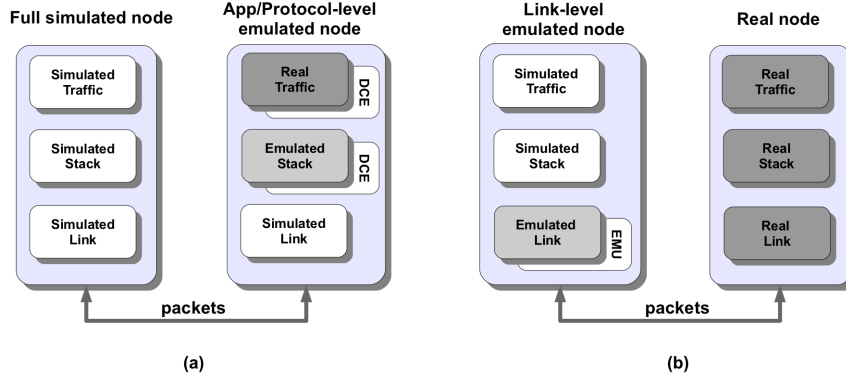 Full simulated node
Simulated
Traffic
Simulated
Stack
Simulated
Link
App/Protocol-level
emulated node
Real
Traffic
DCE
Emulated
Stack
DCE
Simulated
Link
packets
(a)
Link-level
emulated node
Simulated
Traffic
Simulated
Stack
Emulated
Link
EMU
Real node
Real
Traffic
Real
Stack
Real
Link
packets
(b)